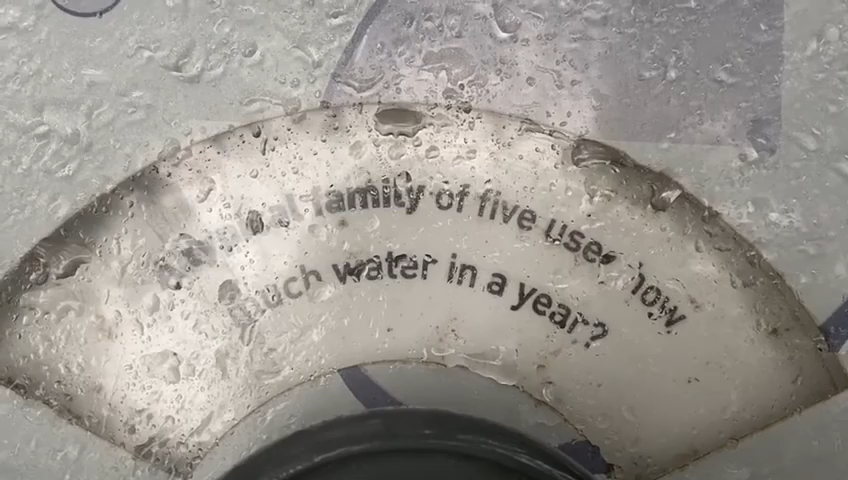 family of five uses how
much water in a year?